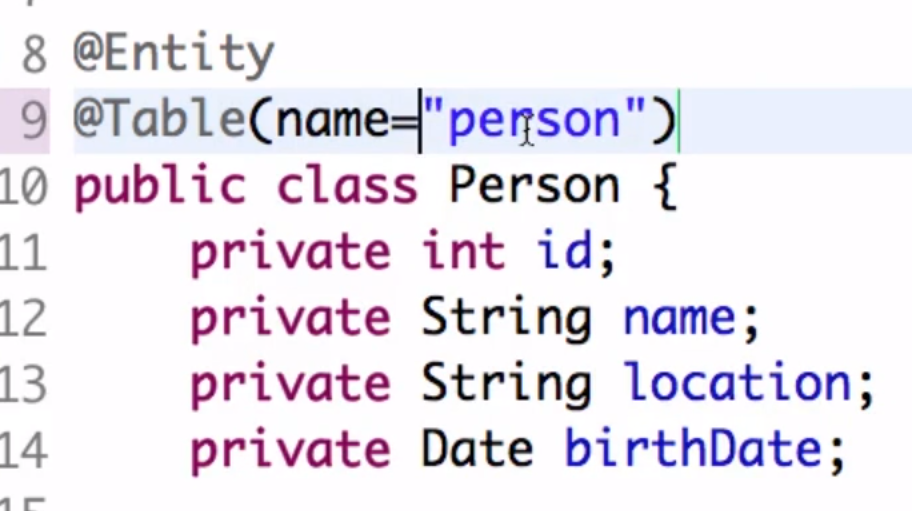 8 @Entity
9 @Table(name="person")
10 public class Person {
11 private int id;
12 private String name;
13 private String location;
14 private Date birthDate;
15